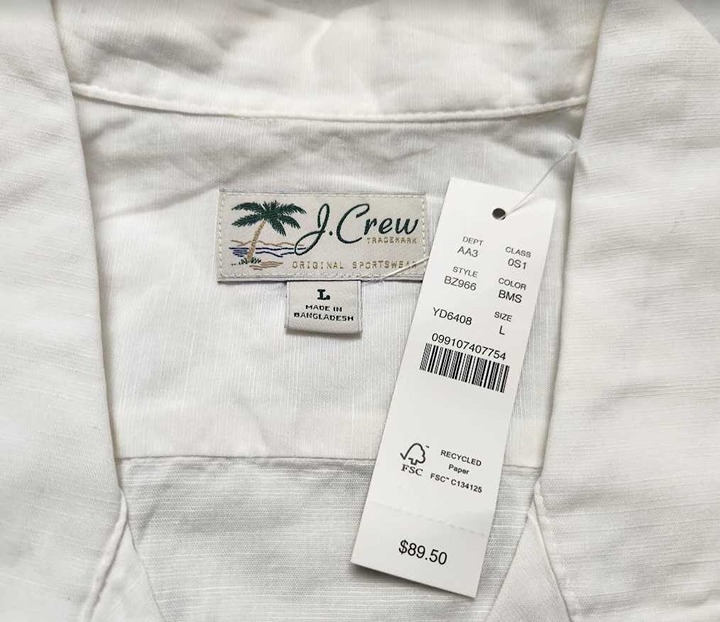 J.Crew
TRADEMARK
ORIGINAL SPORTSWEAR
L
MADE IN
BANGLADESH
DEPT CLASS
AA3 0S1
STYLE COLOR
BZ966 BMS
YD6408 SIZE
L
099107407754
FSC
RECYCLED
Paper
FSC™ C134125
$89.50